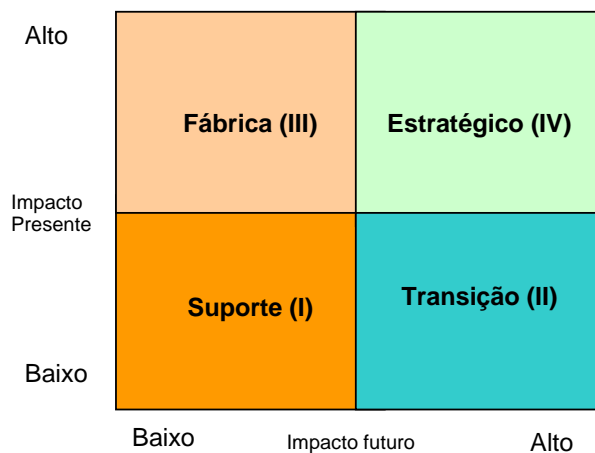 Alto
Fábrica (III)
Estratégico (IV)
Impacto
Presente
Suporte (I)
Transição (II)
Baixo
Baixo
Impacto futuro
Alto